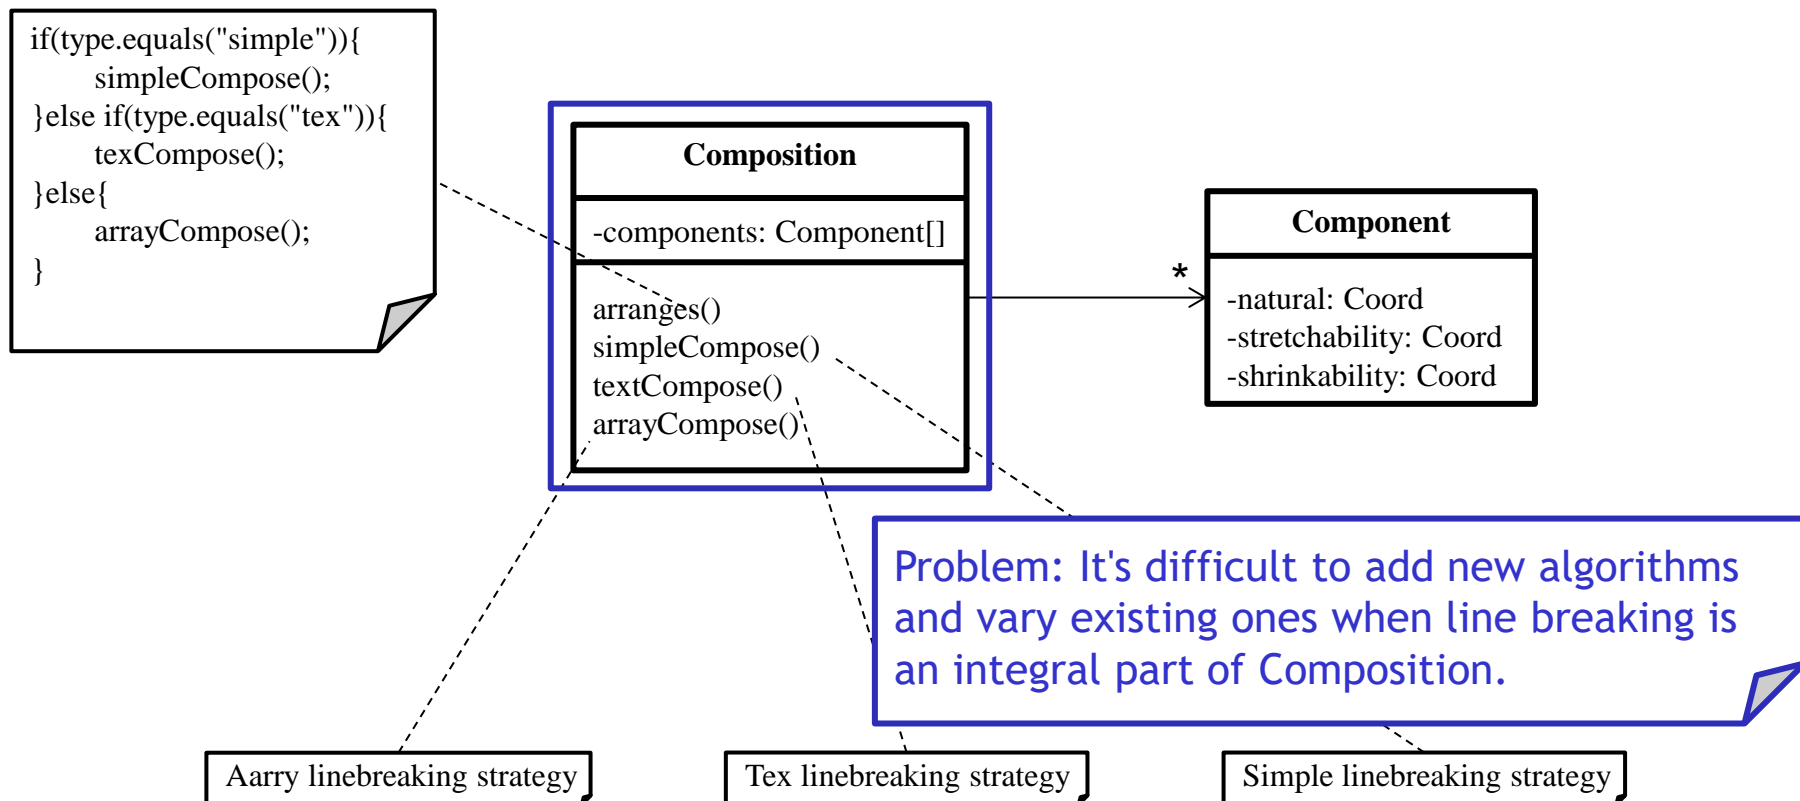 if(type.equals("simple")){
simpleCompose();
}else if(type.equals("tex")){
texCompose();
}else{
arrayCompose();
}
Composition
-components: Component[]
arranges()
simpleCompose()
textCompose()
arrayCompose()
*
Component
-natural: Coord
-stretchability: Coord
-shrinkability: Coord
Problem: It's difficult to add new algorithms
and vary existing ones when line breaking is
an integral part of Composition.
Aarry linebreaking strategy
Tex linebreaking strategy
Simple linebreaking strategy